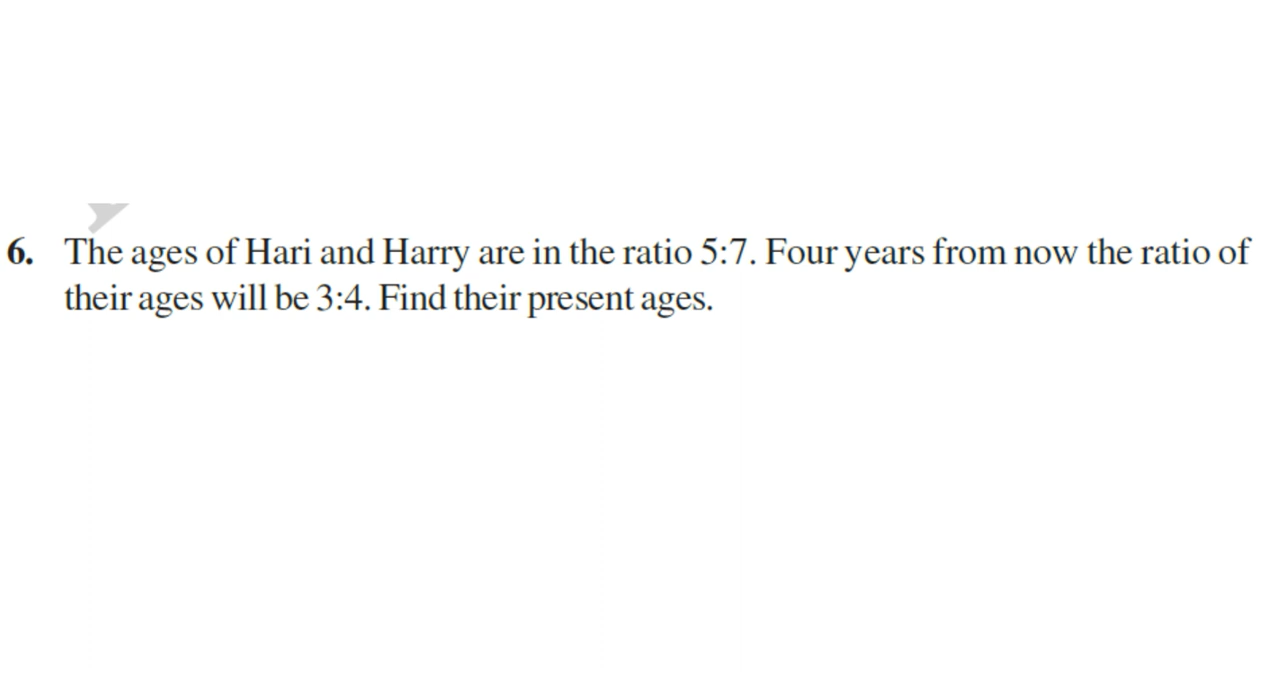 6. The ages of Hari and Harry are in the ratio 5:7. Four years from now the ratio of
their ages will be 3:4. Find their present ages.